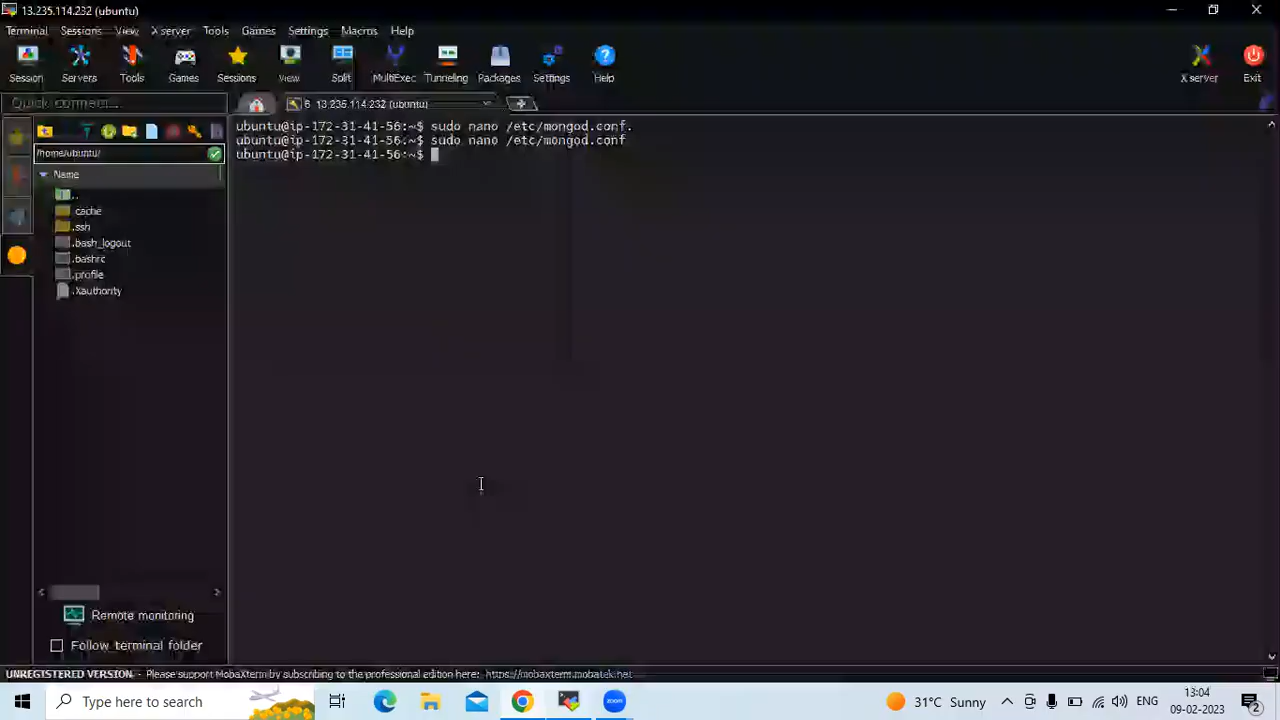 13.235.114.232 (ubuntu)
Terminal Sessions View X server Tools Games Settings Macros Help
Session Servers Tools Games Sessions View Split MultiExec Tunneling Packages Settings Help X server Exit
Quick connect...
6. 13.235.114.232 (ubuntu)
/home/ubuntu/
Name
..
.cache
.ssh
.bash_logout
.bashrc
.profile
.Xauthority
ubuntu@ip-172-31-41-56:~$ sudo nano /etc/mongod.conf.
ubuntu@ip-172-31-41-56:~$ sudo nano /etc/mongod.conf
ubuntu@ip-172-31-41-56:~$
Remote monitoring
Follow terminal folder
UNREGISTERED VERSION - Please support MobaXterm by subscribing to the professional edition here: https://mobaxterm.mobatek.net
Type here to search
zoom
31°C Sunny
ENG
13:04
09-02-2023
2